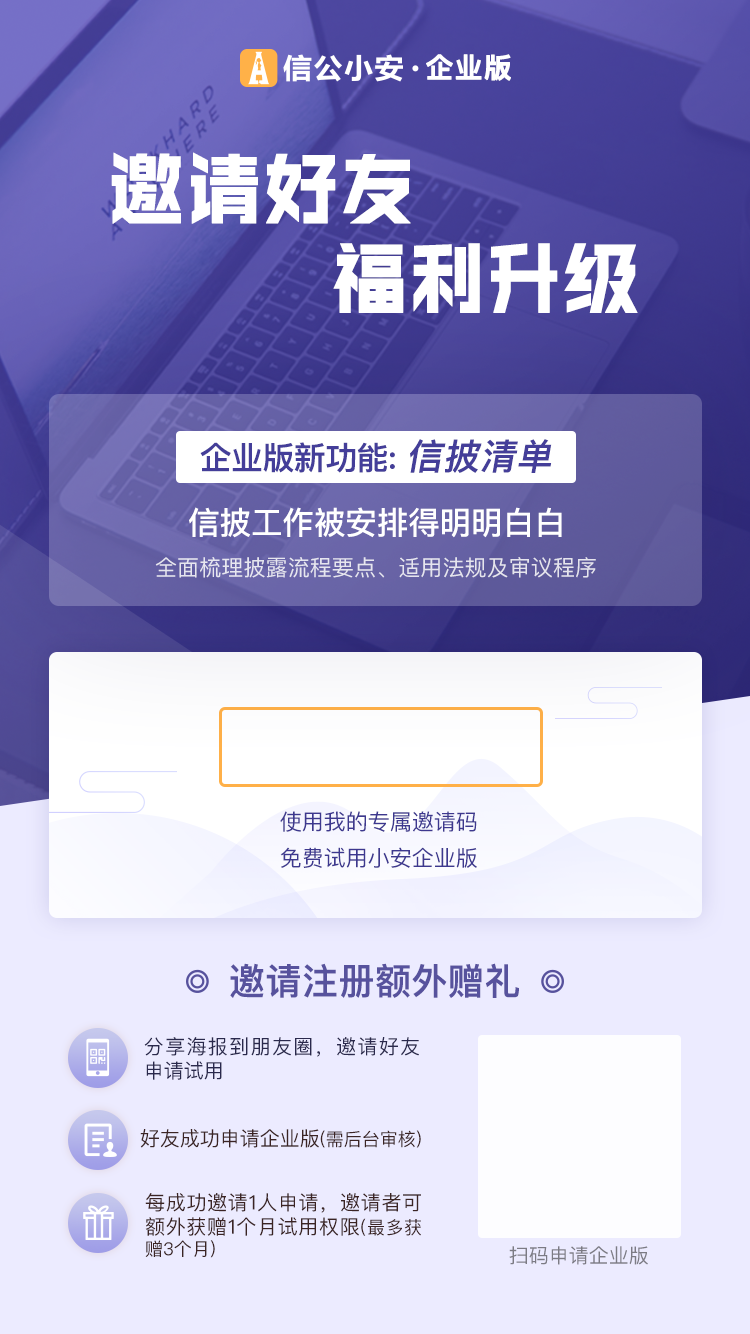 信公小安·企业版
邀请好友
福利升级
企业版新功能: 信披清单
信披工作被安排得明明白白
全面梳理披露流程要点、适用法规及审议程序
使用我的专属邀请码
免费试用小安企业版
邀请注册额外赠礼
分享海报到朋友圈，邀请好友
申请试用
好友成功申请企业版(需后台审核)
每成功邀请1人申请，邀请者可
额外获赠1个月试用权限(最多获
赠3个月)
扫码申请企业版